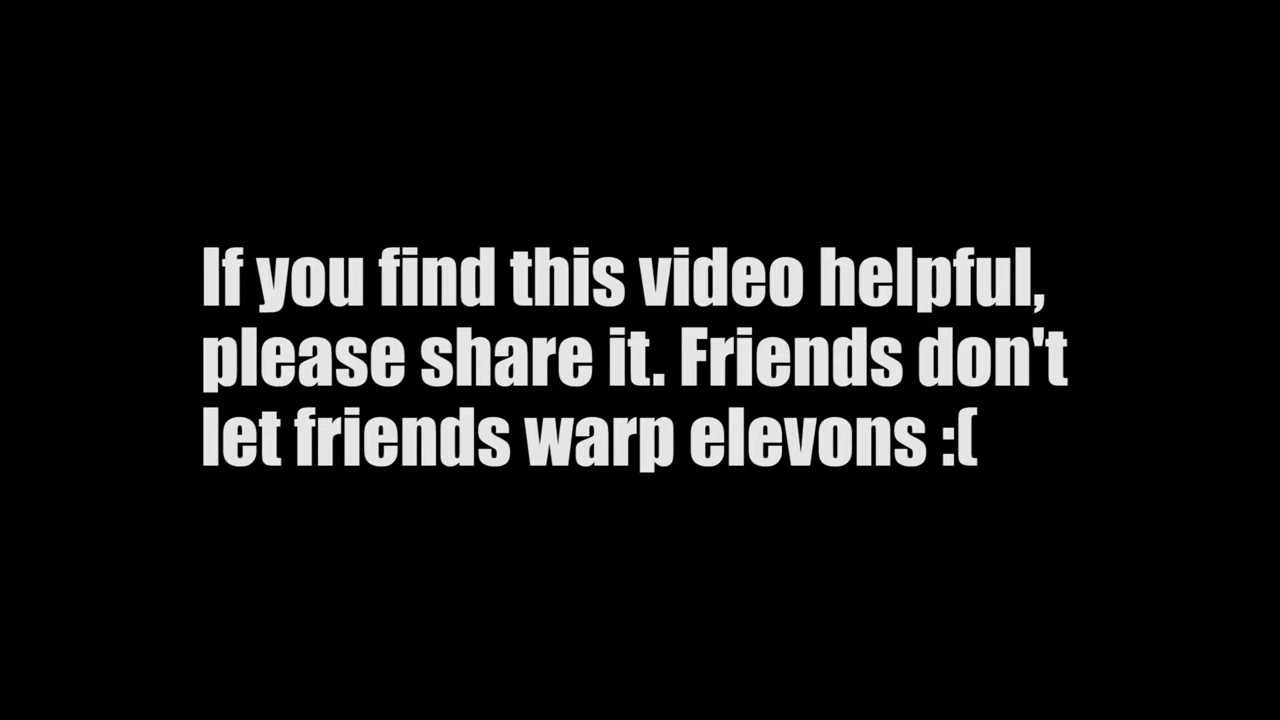 If you find this video helpful,
please share it. Friends don't
let friends warp elevons :(